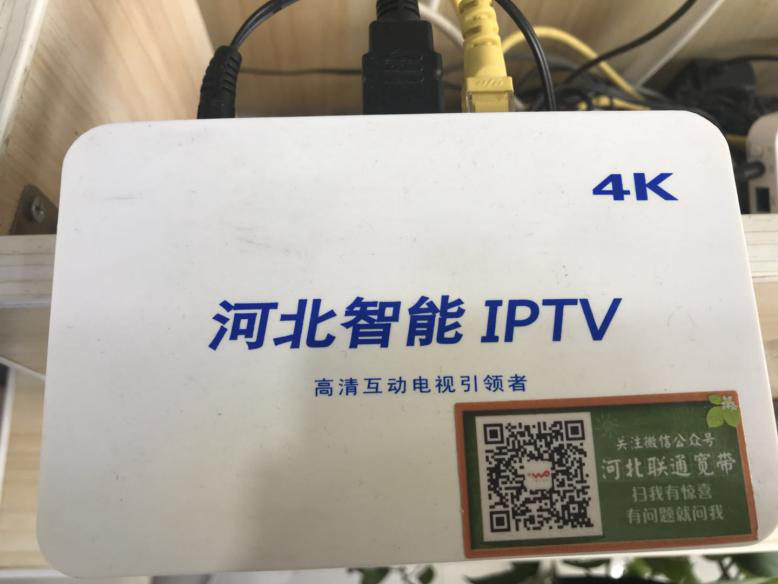 4K
河北智能 IPTV
高清互动电视引领者
关注微信公众号
河北联通宽带
扫我有惊喜
有问题就问我